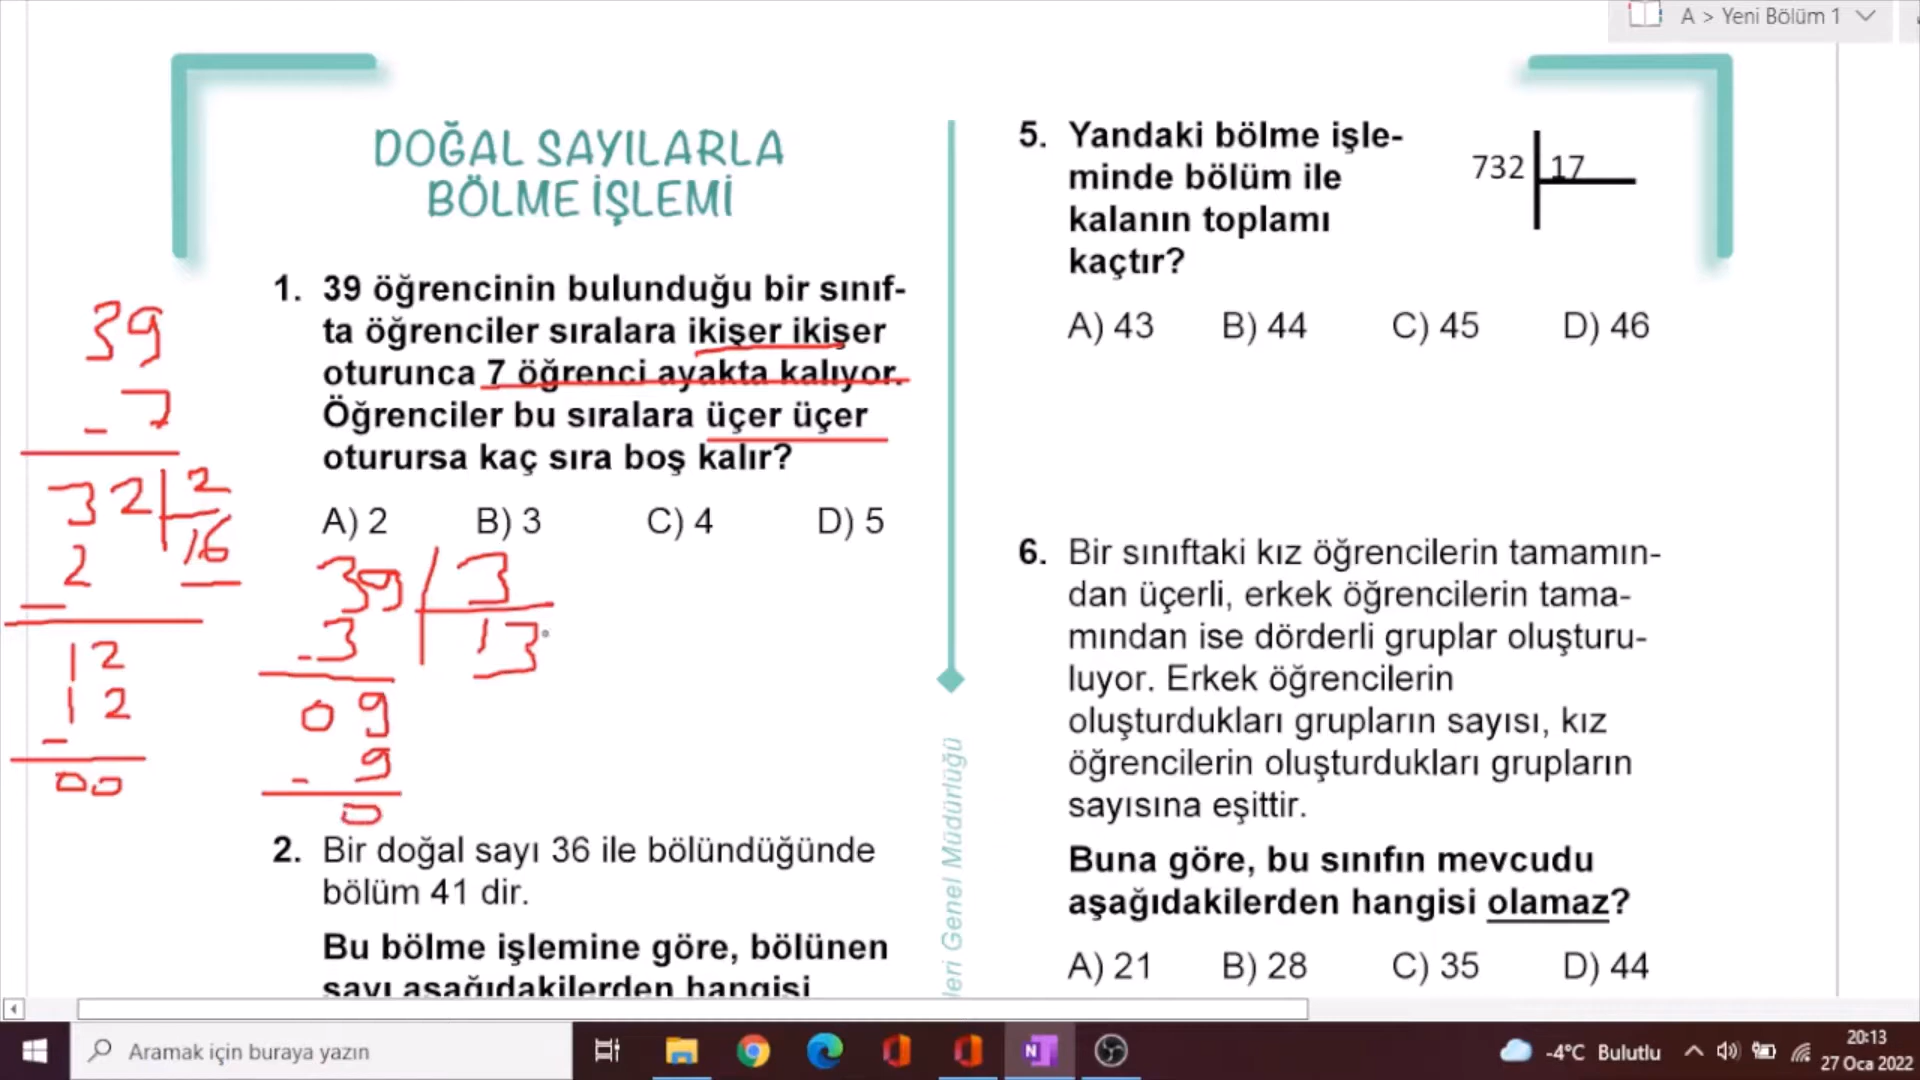 A > Yeni Bölüm 1
DOĞAL SAYILARLA
BÖLME İŞLEMİ
1. 39 öğrencinin bulunduğu bir sınıf-
ta öğrenciler sıralara ikişer ikişer
oturunca 7 öğrenci ayakta kalıyor.
Öğrenciler bu sıralara üçer üçer
oturursa kaç sıra boş kalır?
A) 2 B) 3 C) 4 D) 5
39
- 7
32 2
2 16
-
12
12
-
00
39 3
- 3 13
09
- 9
0
2. Bir doğal sayı 36 ile bölündüğünde
bölüm 41 dir.
Bu bölme işlemine göre, bölünen
sayı aşağıdakilerden hangisi
leri Genel Müdürlüğü
5. Yandaki bölme işle-
minde bölüm ile
kalanın toplamı
kaçtır?
732 17
A) 43 B) 44 C) 45 D) 46
6. Bir sınıftaki kız öğrencilerin tamamın-
dan üçerli, erkek öğrencilerin tama-
mından ise dörderli gruplar oluşturu-
luyor. Erkek öğrencilerin
oluşturdukları grupların sayısı, kız
öğrencilerin oluşturdukları grupların
sayısına eşittir.
Buna göre, bu sınıfın mevcudu
aşağıdakilerden hangisi olamaz?
A) 21 B) 28 C) 35 D) 44
Aramak için buraya yazın
N
-4°C Bulutlu
20:13
27 Oca 2022